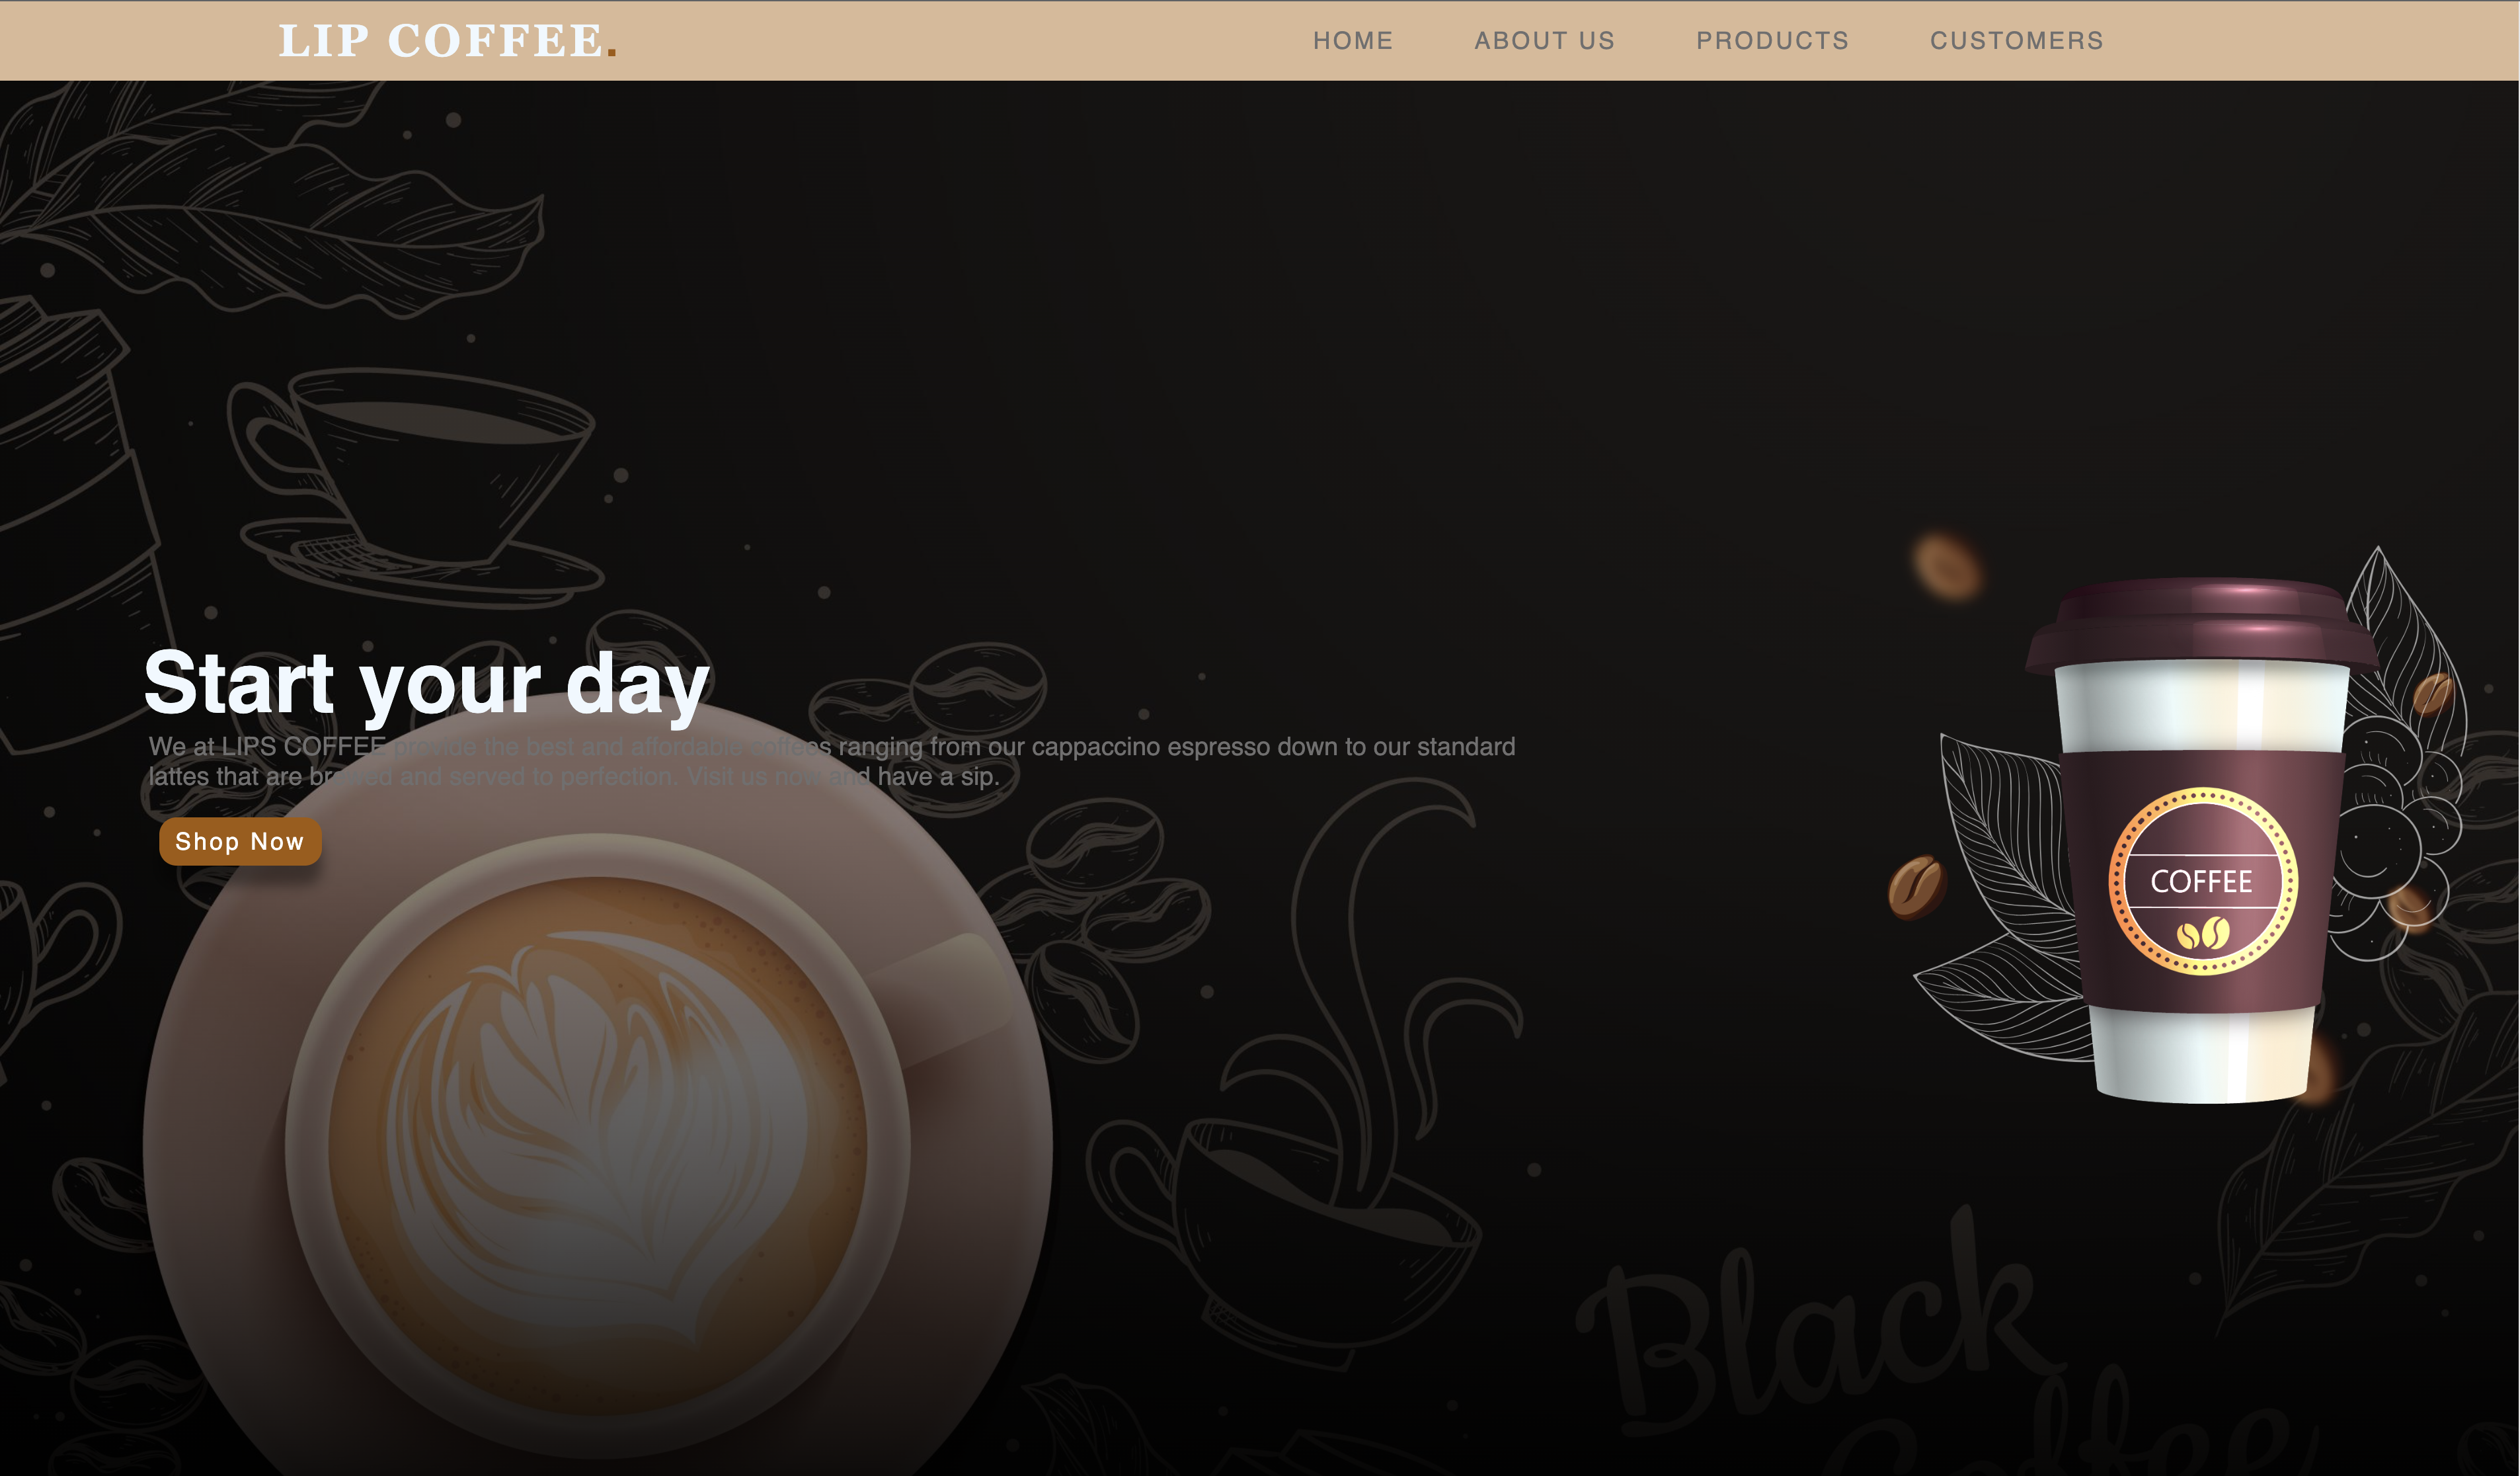 LIP COFFEE.
HOME ABOUT US PRODUCTS CUSTOMERS
Start your day
We at LIPS COFFEE provide the best and affordable coffees ranging from our cappaccino espresso down to our standard
lattes that are brewed and served to perfection. Visit us now and have a sip.
Shop Now
COFFEE
Black
Coffee